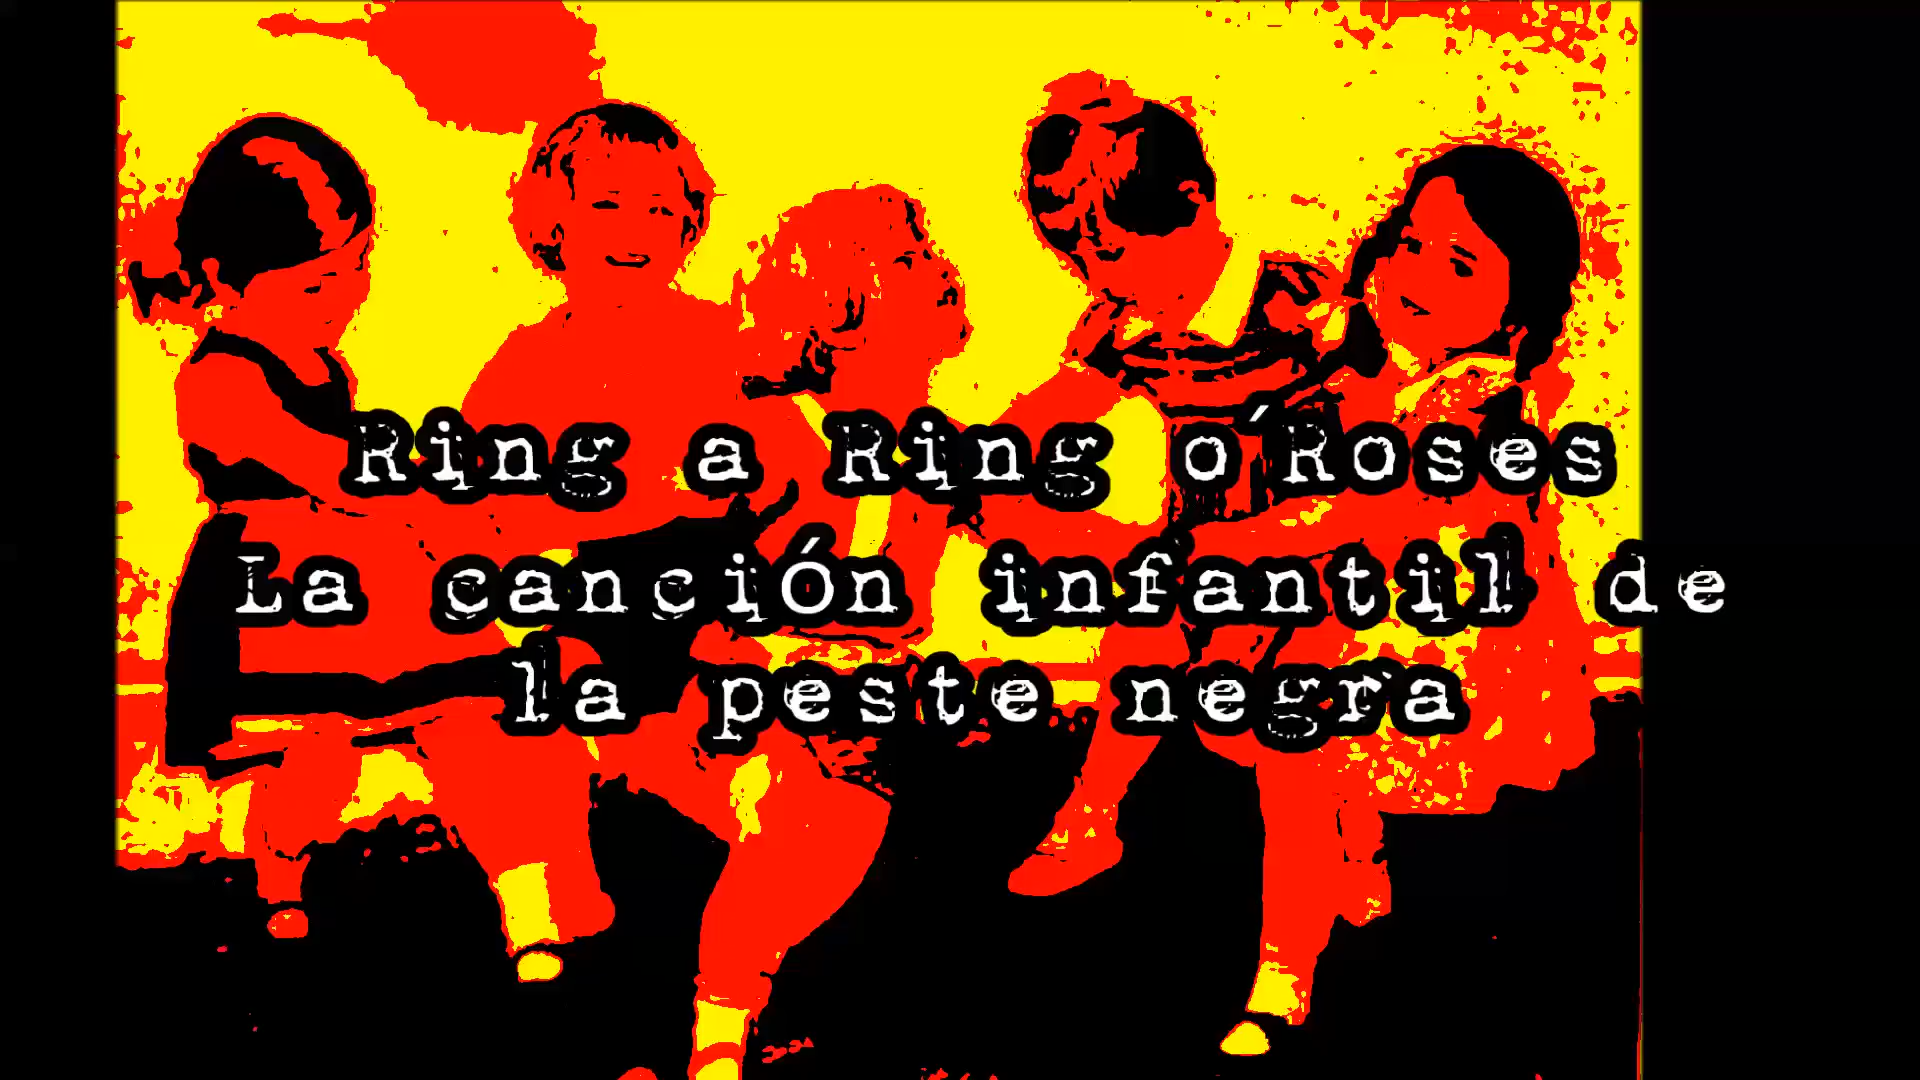 Ring a Ring o´Roses
La canción infantil de
la peste negra